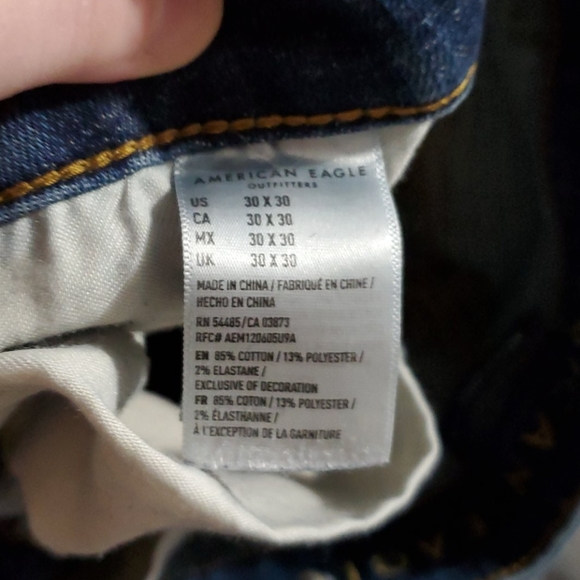 AMERICAN EAGLE
OUTFITTERS
US 30 X 30
CA 30 X 30
MX 30 X 30
UK 30 X 30
MADE IN CHINA / FABRIQUÉ EN CHINE /
HECHO EN CHINA
RN 54485/CA 03873
RFC# AEM120605U9A
EN 85% COTTON / 13% POLYESTER /
2% ELASTANE /
EXCLUSIVE OF DECORATION
FR 85% COTON / 13% POLYESTER /
2% ÉLASTHANNE /
À L'EXCEPTION DE LA GARNITURE